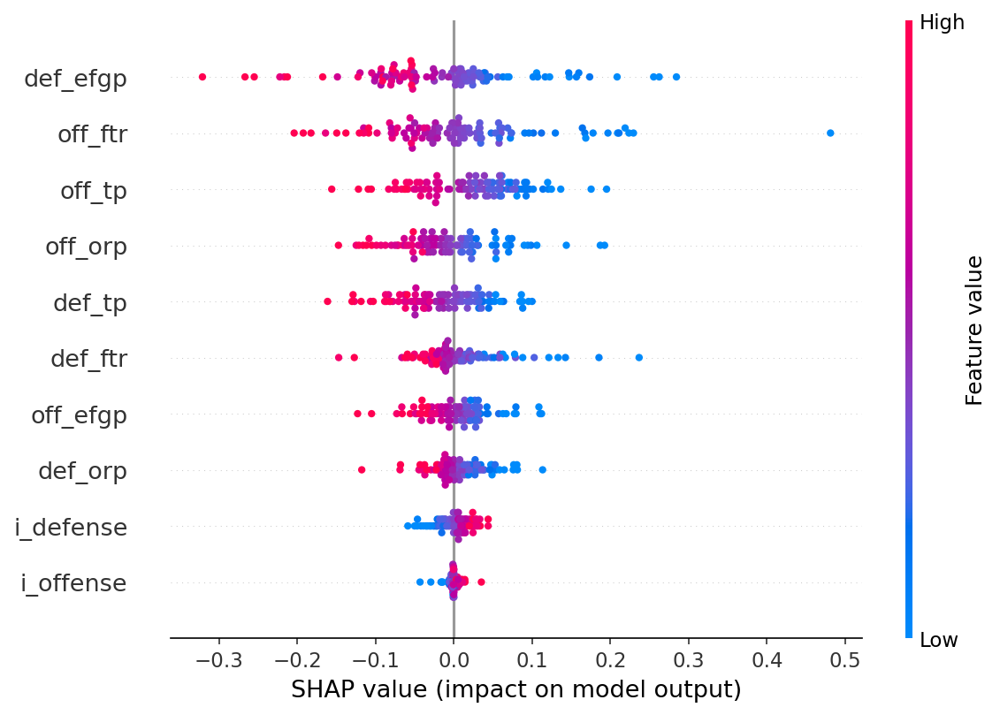 High
def_efgp
off_ftr
off_tp
off_orp
def_tp
def_ftr
off_efgp
def_orp
i_defense
i_offense
Feature value
Low
−0.3 −0.2 −0.1 0.0 0.1 0.2 0.3 0.4 0.5
SHAP value (impact on model output)